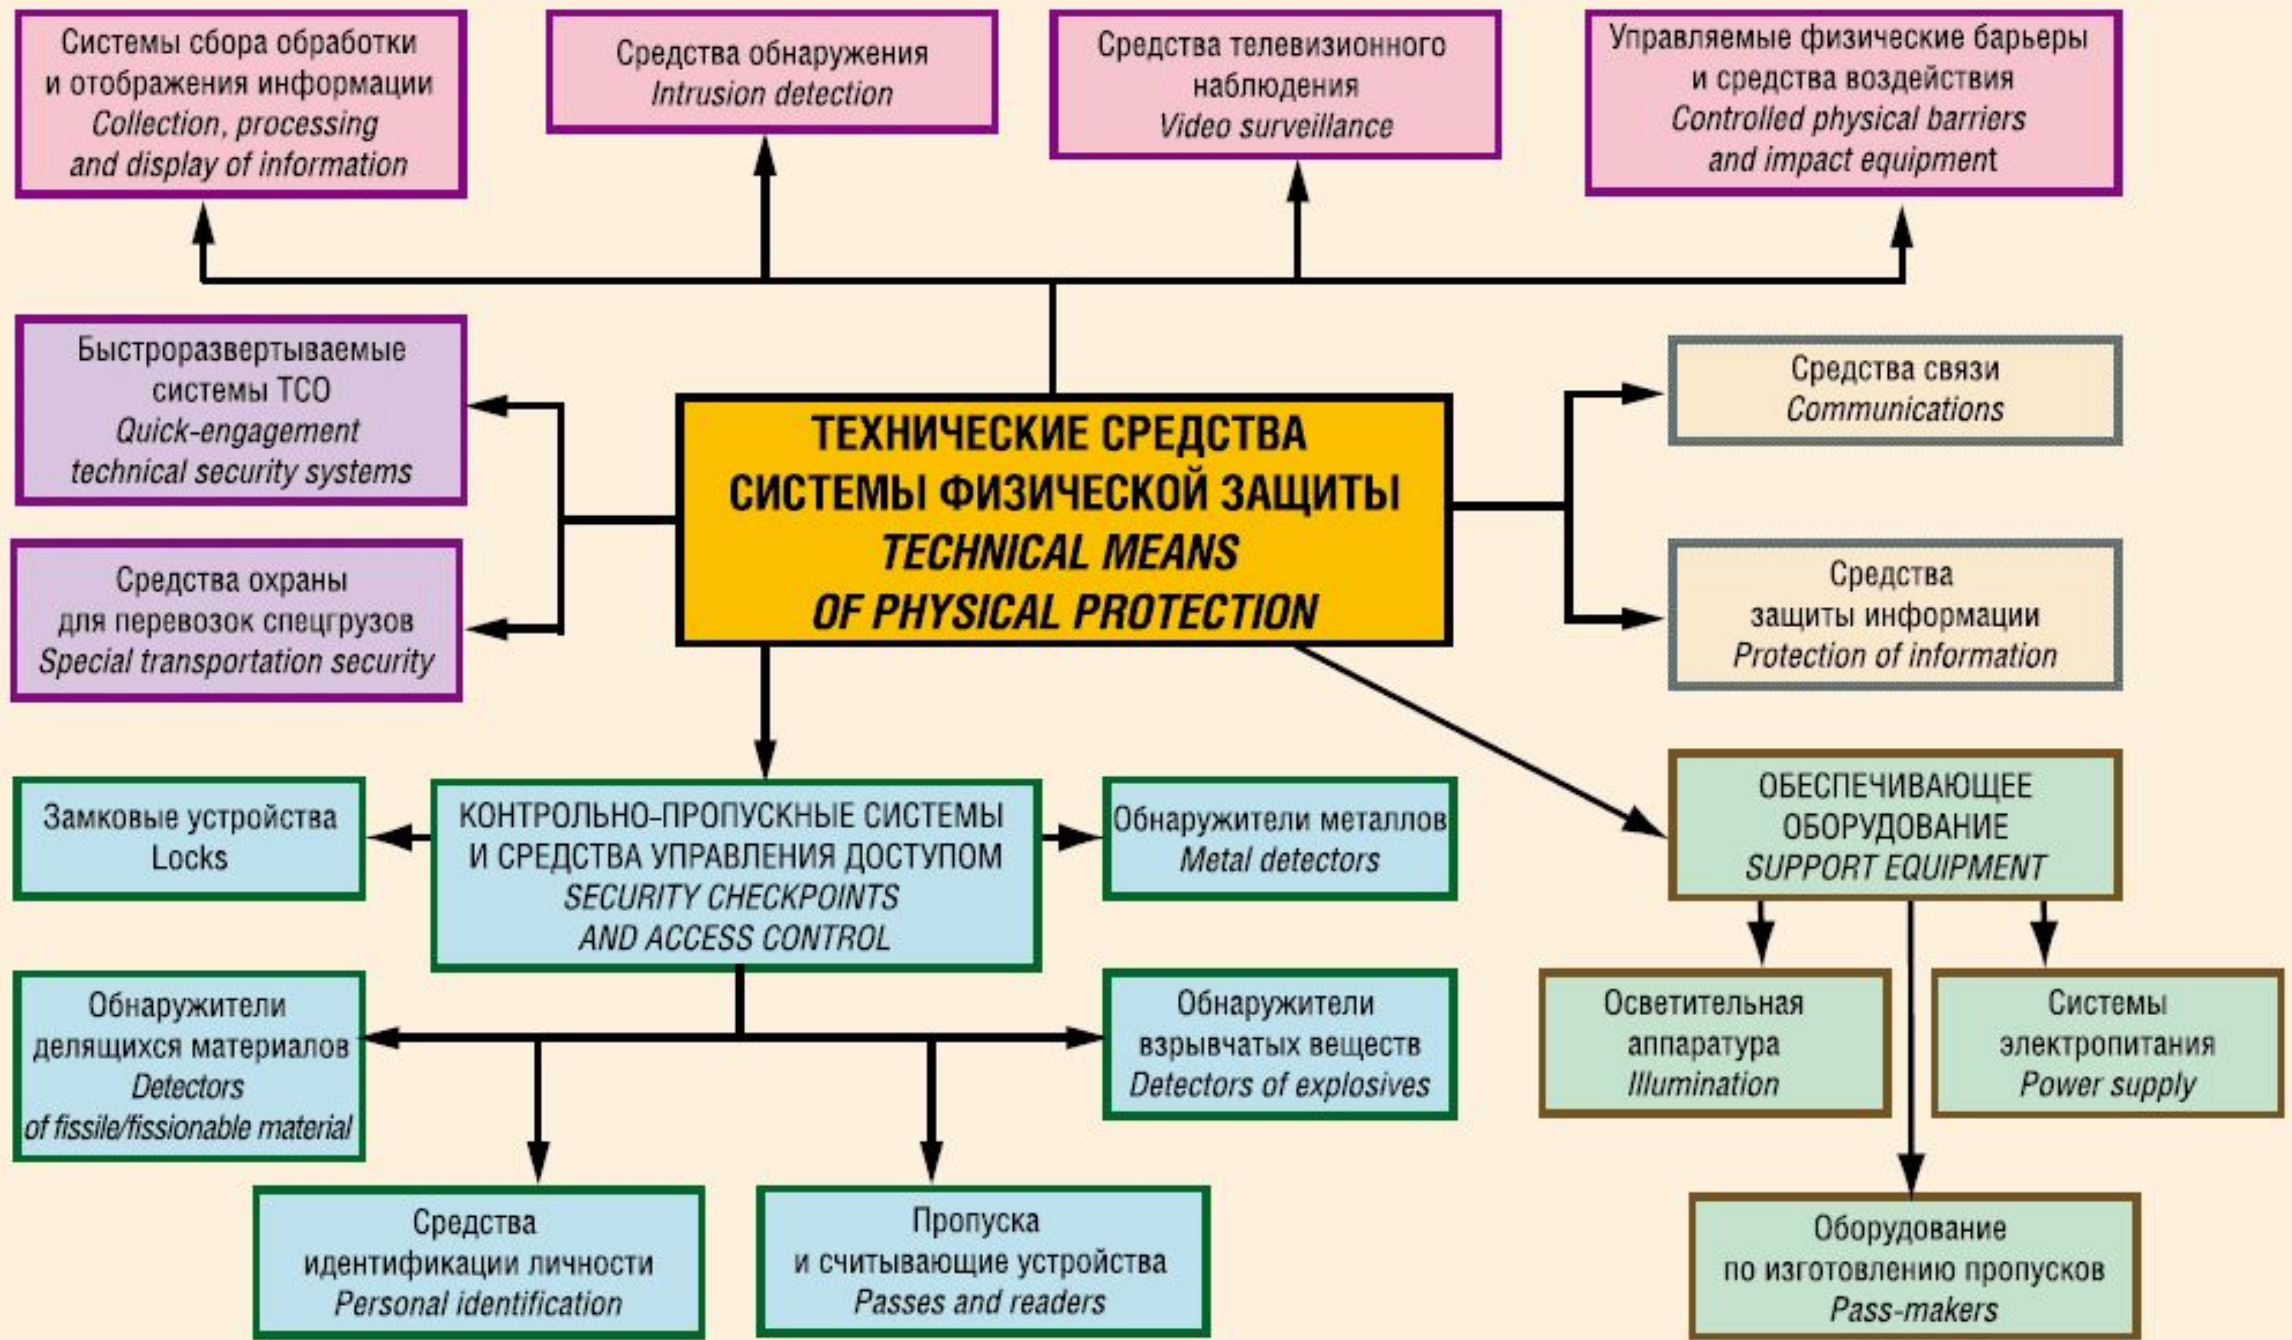 Системы сбора обработки
и отображения информации
Collection, processing
and display of information
Средства обнаружения
Intrusion detection
Средства телевизионного
наблюдения
Video surveillance
Управляемые физические барьеры
и средства воздействия
Controlled physical barriers
and impact equipment
Быстроразвертываемые
системы ТСО
Quick-engagement
technical security systems
Средства охраны
для перевозок спецгрузов
Special transportation security
ТЕХНИЧЕСКИЕ СРЕДСТВА
СИСТЕМЫ ФИЗИЧЕСКОЙ ЗАЩИТЫ
TECHNICAL MEANS
OF PHYSICAL PROTECTION
Средства связи
Communications
Средства
защиты информации
Protection of information
Замковые устройства
Locks
КОНТРОЛЬНО-ПРОПУСКНЫЕ СИСТЕМЫ
И СРЕДСТВА УПРАВЛЕНИЯ ДОСТУПОМ
SECURITY CHECKPOINTS
AND ACCESS CONTROL
Обнаружители металлов
Metal detectors
ОБЕСПЕЧИВАЮЩЕЕ
ОБОРУДОВАНИЕ
SUPPORT EQUIPMENT
Обнаружители
делящихся материалов
Detectors
of fissile/fissionable material
Обнаружители
взрывчатых веществ
Detectors of explosives
Осветительная
аппаратура
Illumination
Системы
электропитания
Power supply
Средства
идентификации личности
Personal identification
Пропуска
и считывающие устройства
Passes and readers
Оборудование
по изготовлению пропусков
Pass-makers